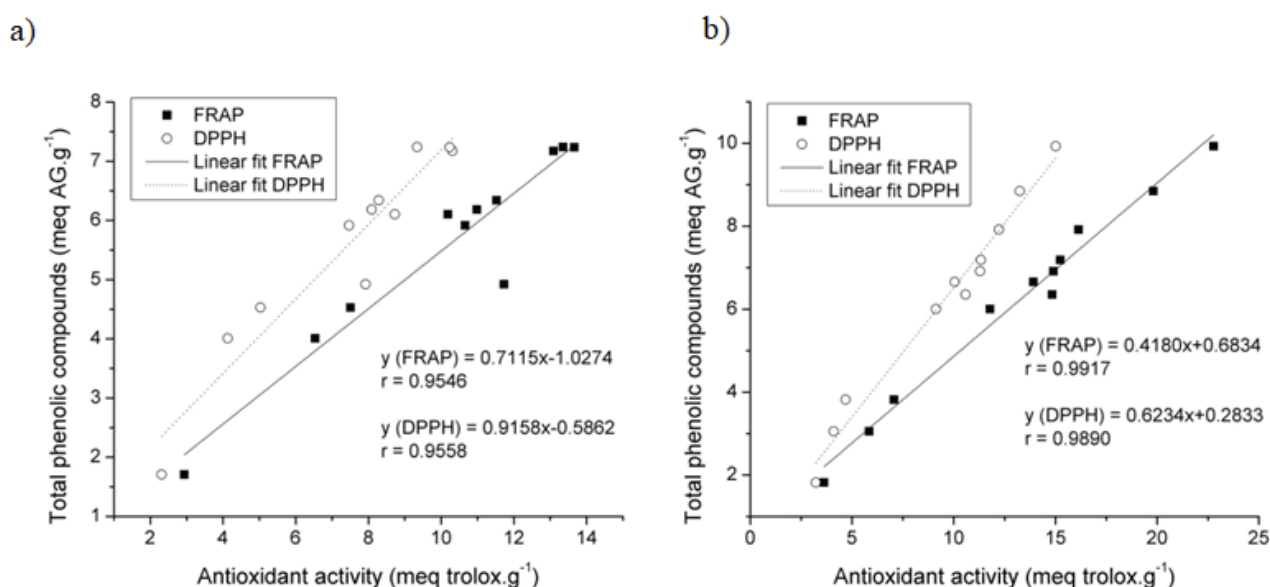 a)
8
7
6
5
4
3
2
1
FRAP
DPPH
Linear fit FRAP
Linear fit DPPH
y (FRAP) = 0.7115x-1.0274
r = 0.9546
y (DPPH) = 0.9158x-0.5862
r = 0.9558
2 4 6 8 10 12 14
Total phenolic compounds (meq AG.g⁻¹)
Antioxidant activity (meq trolox.g⁻¹)
b)
10
8
6
4
2
FRAP
DPPH
Linear fit FRAP
Linear fit DPPH
y (FRAP) = 0.4180x+0.6834
r = 0.9917
y (DPPH) = 0.6234x+0.2833
r = 0.9890
0 5 10 15 20 25
Total phenolic compounds (meq AG.g⁻¹)
Antioxidant activity (meq trolox.g⁻¹)